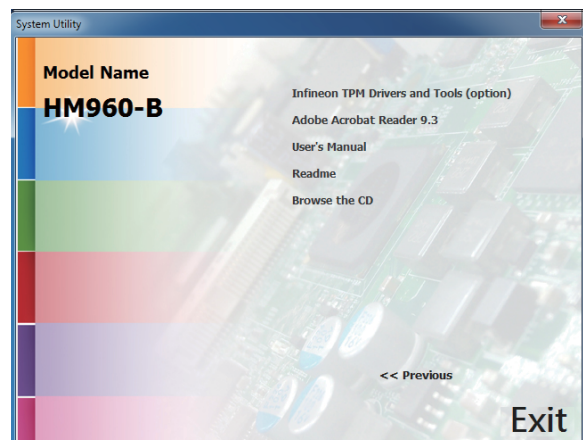 System Utility
Model Name
HM960-B
Infineon TPM Drivers and Tools (option)
Adobe Acrobat Reader 9.3
User's Manual
Readme
Browse the CD
<< Previous
Exit